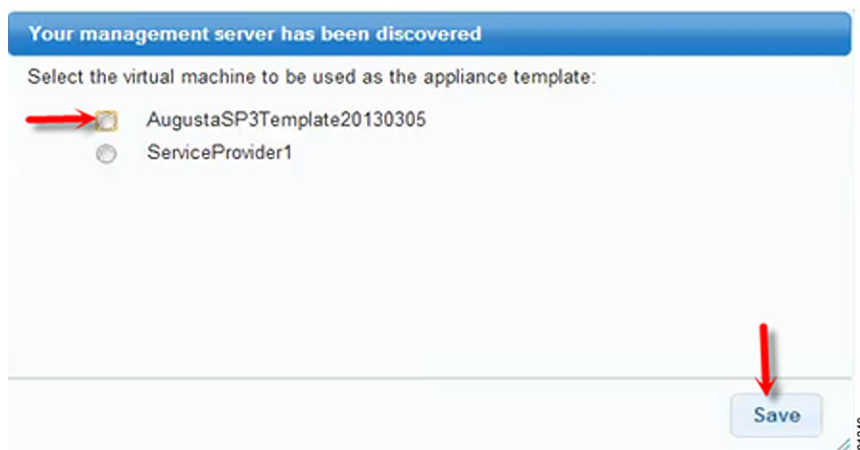 Your management server has been discovered
Select the virtual machine to be used as the appliance template:
AugustaSP3Template20130305
ServiceProvider1
Save